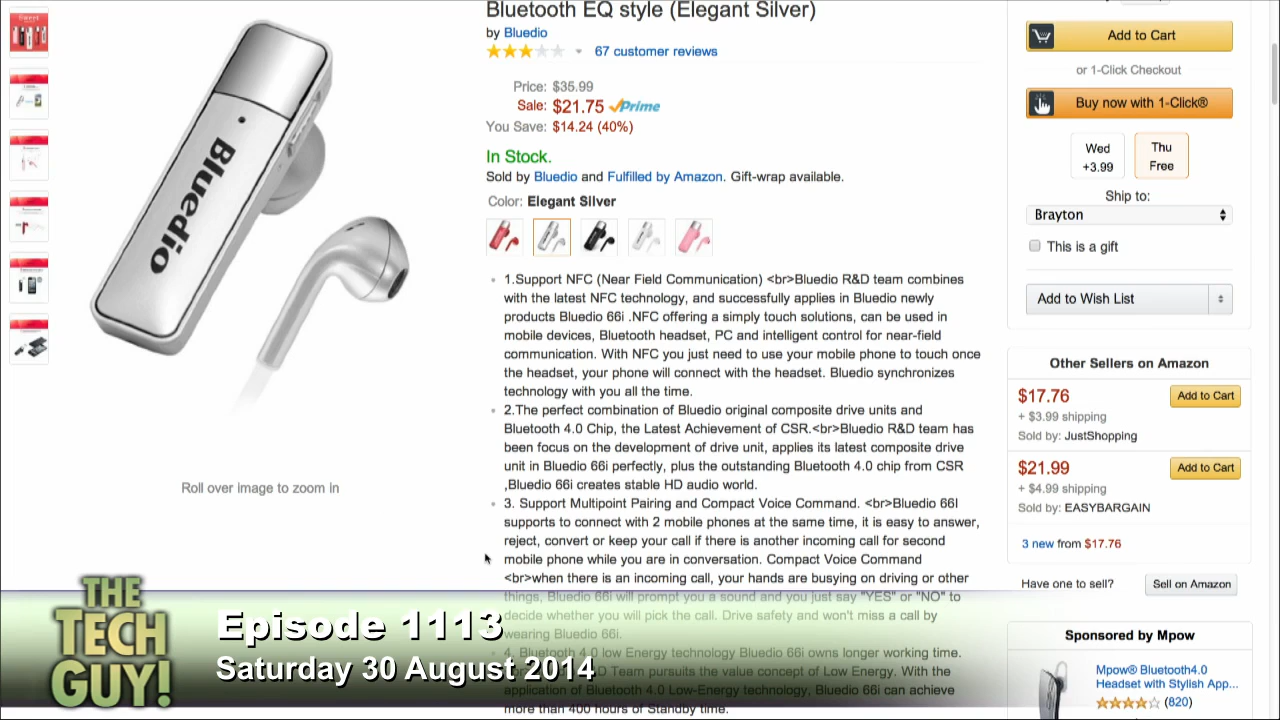 Bluetooth EQ style (Elegant Silver)
by Bluedio
67 customer reviews
Price: $35.99
Sale: $21.75 Prime
You Save: $14.24 (40%)
In Stock.
Sold by Bluedio and Fulfilled by Amazon. Gift-wrap available.
Color: Elegant Silver
1.Support NFC (Near Field Communication) <br>Bluedio R&D team combines
with the latest NFC technology, and successfully applies in Bluedio newly
products Bluedio 66i .NFC offering a simply touch solutions, can be used in
mobile devices, Bluetooth headset, PC and intelligent control for near-field
communication. With NFC you just need to use your mobile phone to touch once
the headset, your phone will connect with the headset. Bluedio synchronizes
technology with you all the time.
2.The perfect combination of Bluedio original composite drive units and
Bluetooth 4.0 Chip, the Latest Achievement of CSR.<br>Bluedio R&D team has
been focus on the development of drive unit, applies its latest composite drive
unit in Bluedio 66i perfectly, plus the outstanding Bluetooth 4.0 chip from CSR
,Bluedio 66i creates stable HD audio world.
3. Support Multipoint Pairing and Compact Voice Command. <br>Bluedio 66I
supports to connect with 2 mobile phones at the same time, it is easy to answer,
reject, convert or keep your call if there is another incoming call for second
mobile phone while you are in conversation. Compact Voice Command
<br>when there is an incoming call, your hands are busying on driving or other
things, Bluedio 66i will prompt you a sound and you just say "YES" or "NO" to
decide whether you will pick the call. Drive safety and won't miss a call by
wearing Bluedio 66i.
4. Bluetooth 4.0 low Energy technology Bluedio 66i owns longer working time.
Team pursuits the value concept of Low Energy. With the
application of Bluetooth 4.0 Low-Energy technology, Bluedio 66i can achieve
more than 400 hours of Standby time.
Bluedio
Roll over image to zoom in
Add to Cart
or 1-Click Checkout
Buy now with 1-Click®
Wed
+3.99
Thu
Free
Ship to:
Brayton
This is a gift
Add to Wish List
Other Sellers on Amazon
$17.76
Add to Cart
+ $3.99 shipping
Sold by: JustShopping
$21.99
Add to Cart
+ $4.99 shipping
Sold by: EASYBARGAIN
3 new from $17.76
Have one to sell?
Sell on Amazon
Sponsored by Mpow
Mpow® Bluetooth4.0
Headset with Stylish App...
(820)
THE
TECH
GUY!
Episode 1113
Saturday 30 August 2014